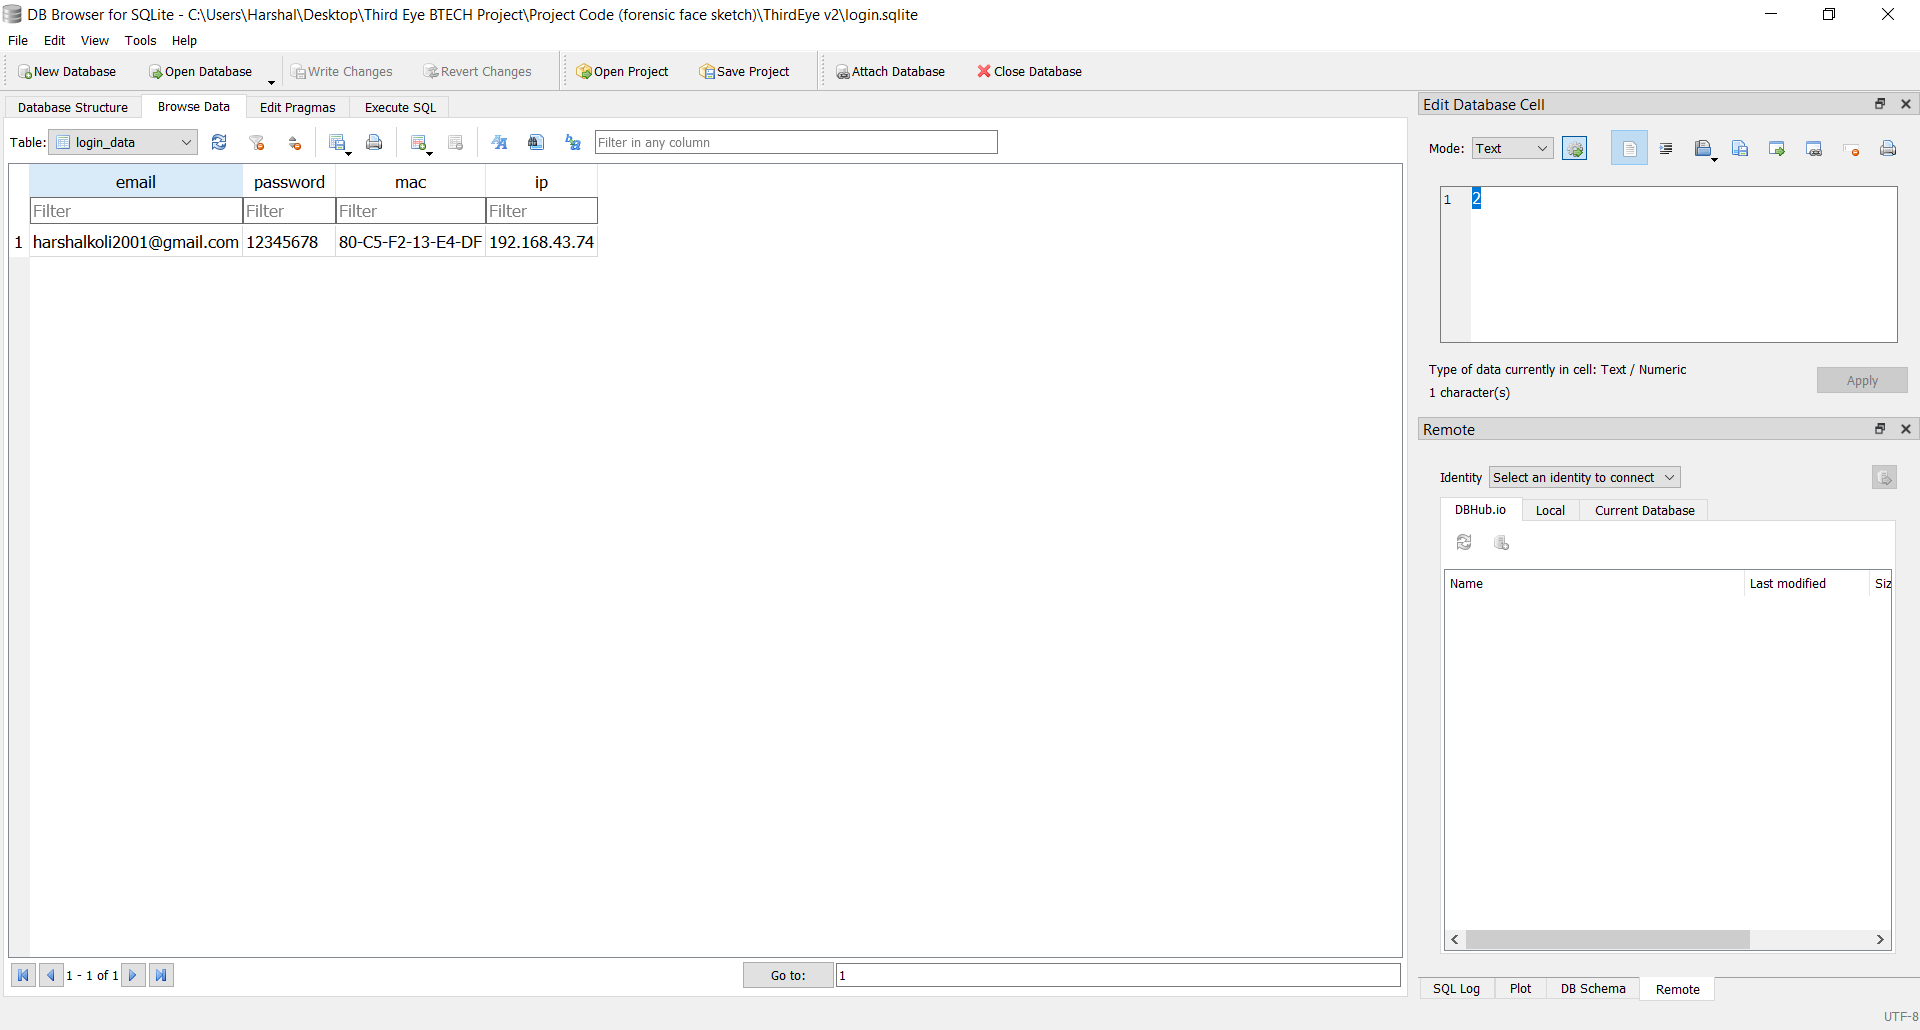 DB Browser for SQLite - C:\Users\Harshal\Desktop\Third Eye BTECH Project\Project Code (forensic face sketch)\ThirdEye v2\login.sqlite
File Edit View Tools Help
New Database Open Database Write Changes Revert Changes Open Project Save Project Attach Database Close Database
Database Structure Browse Data Edit Pragmas Execute SQL
Table: login_data Filter in any column
email password mac ip
Filter Filter Filter Filter
1 harshalkoli2001@gmail.com 12345678 80-C5-F2-13-E4-DF 192.168.43.74
1 - 1 of 1 Go to: 1
Edit Database Cell
Mode: Text
1 2
Type of data currently in cell: Text / Numeric
1 character(s)
Apply
Remote
Identity Select an identity to connect
DBHub.io Local Current Database
Name Last modified Siz
SQL Log Plot DB Schema Remote
UTF-8